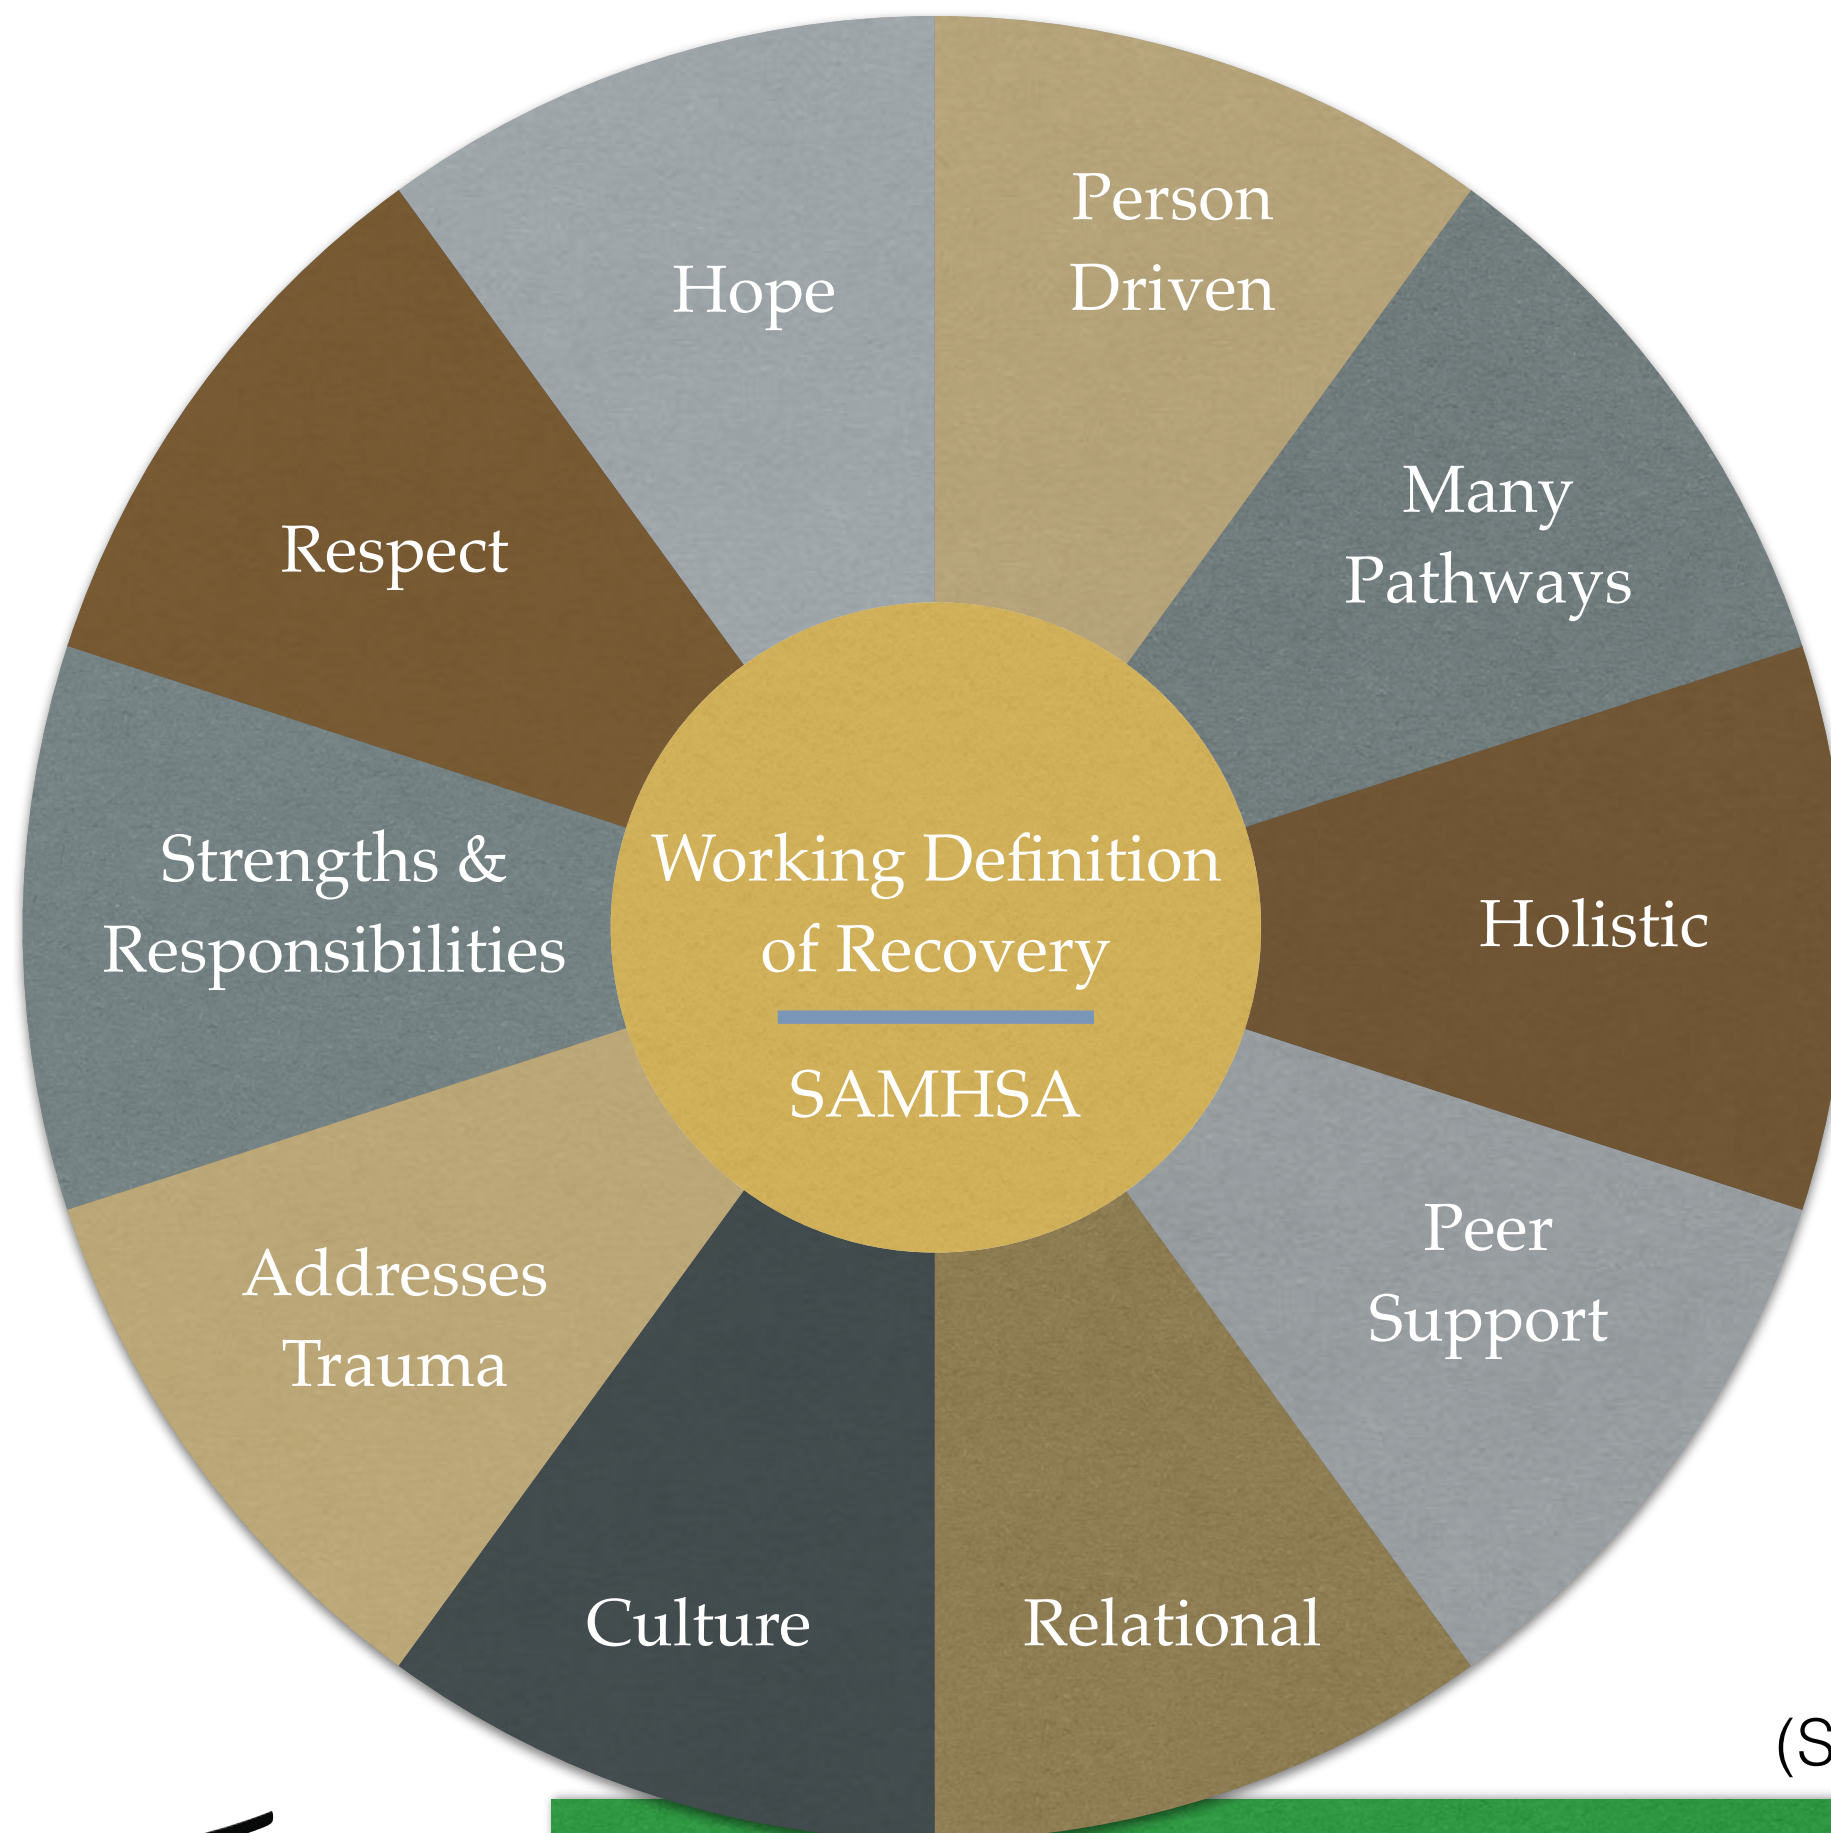 Hope
Person
Driven
Many
Pathways
Respect
Strengths &
Responsibilities
Working Definition
of Recovery
SAMHSA
Holistic
Peer
Support
Addresses
Trauma
Culture
Relational
(S